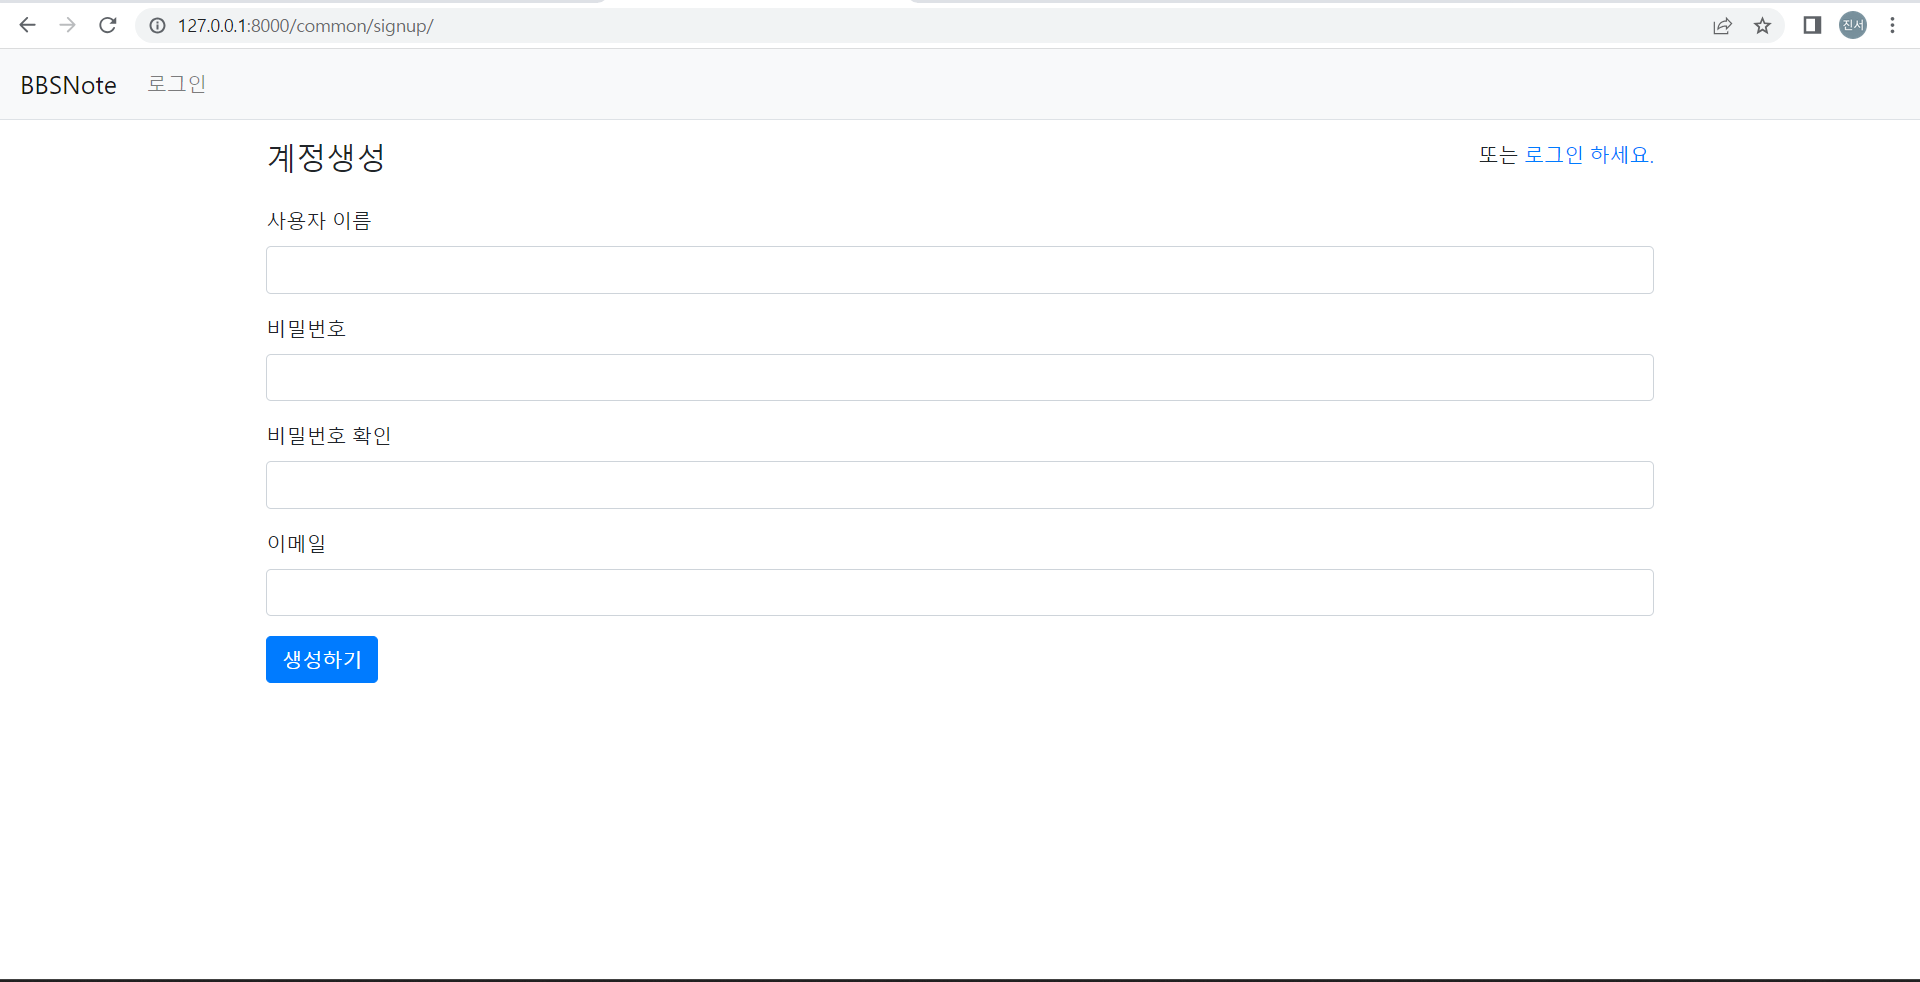 127.0.0.1:8000/common/signup/
진서
BBSNote 로그인
계정생성
또는 로그인 하세요.
사용자 이름
비밀번호
비밀번호 확인
이메일
생성하기